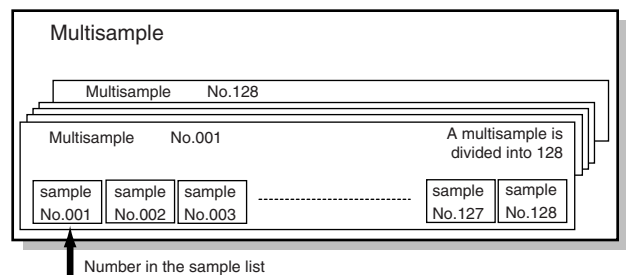 Multisample
Multisample No.128
Multisample No.001
A multisample is
divided into 128
sample
No.001
sample
No.002
sample
No.003
sample
No.127
sample
No.128
Number in the sample list